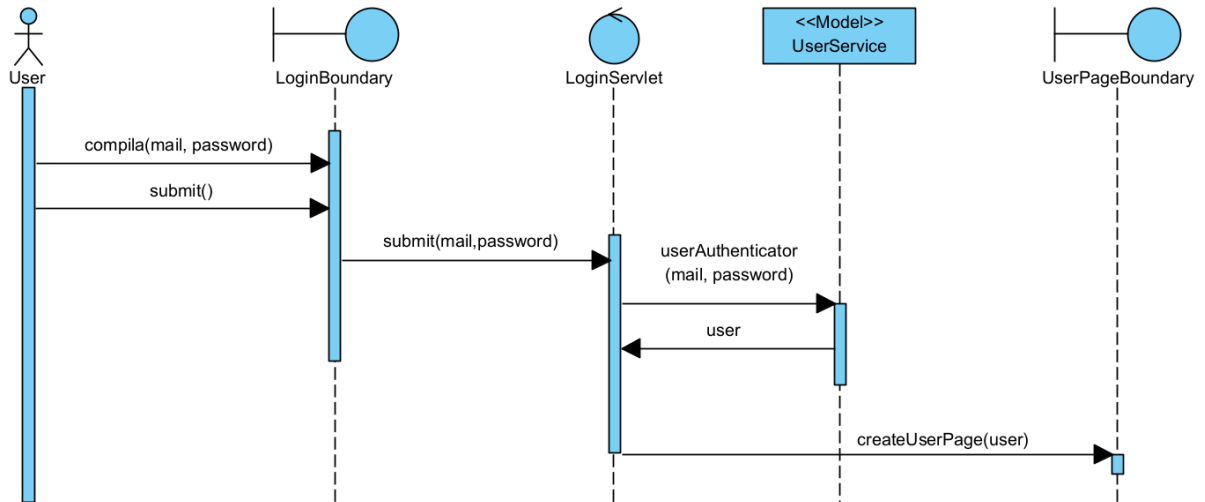 <<Model>>
UserService
User
LoginBoundary
LoginServlet
UserPageBoundary
compila(mail, password)
submit()
submit(mail,password)
userAuthenticator
(mail, password)
user
createUserPage(user)